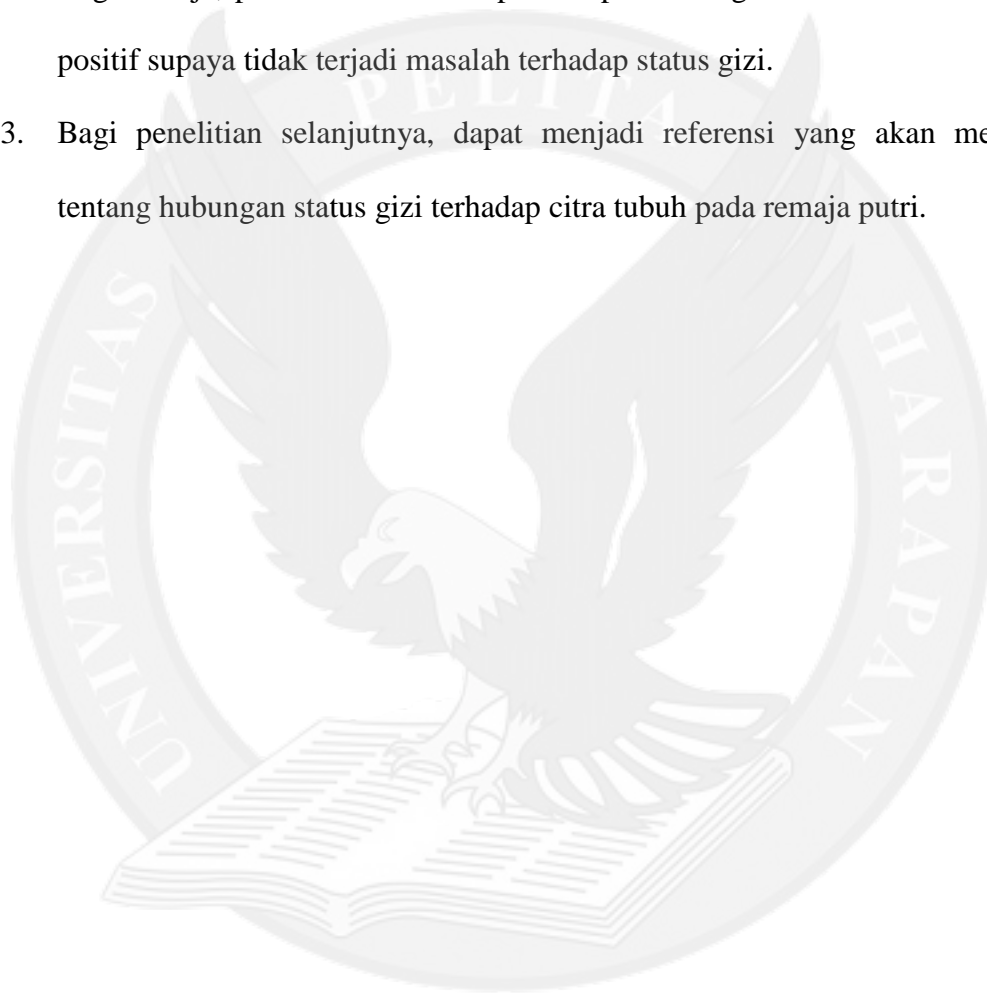 positif supaya tidak terjadi masalah terhadap status gizi.
3. Bagi penelitian selanjutnya, dapat menjadi referensi yang akan me
tentang hubungan status gizi terhadap citra tubuh pada remaja putri.
UNIVERSITAS PELITA HARAPAN